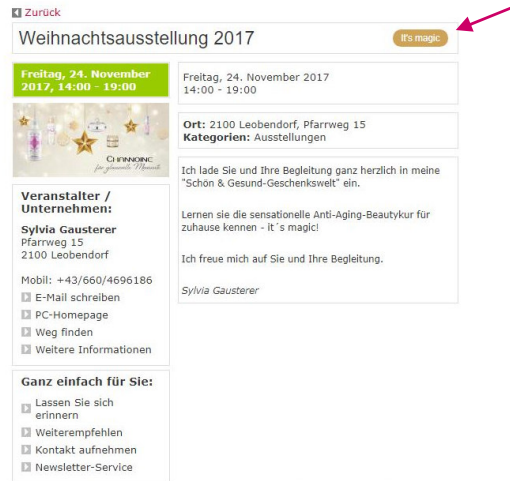 Zurück
Weihnachtsausstellung 2017
It's magic
Freitag, 24. November
2017, 14:00 - 19:00
CHANNOINE
für glanzvolle Momente
Veranstalter /
Unternehmen:
Sylvia Gausterer
Pfarrweg 15
2100 Leobendorf
Mobil: +43/660/4696186
E-Mail schreiben
PC-Homepage
Weg finden
Weitere Informationen
Ganz einfach für Sie:
Lassen Sie sich
erinnern
Weiterempfehlen
Kontakt aufnehmen
Newsletter-Service
Freitag, 24. November 2017
14:00 - 19:00
Ort: 2100 Leobendorf, Pfarrweg 15
Kategorien: Ausstellungen
Ich lade Sie und Ihre Begleitung ganz herzlich in meine
"Schön & Gesund-Geschenkswelt" ein.
Lernen sie die sensationelle Anti-Aging-Beautykur für
zuhause kennen - it´s magic!
Ich freue mich auf Sie und Ihre Begleitung.
Sylvia Gausterer